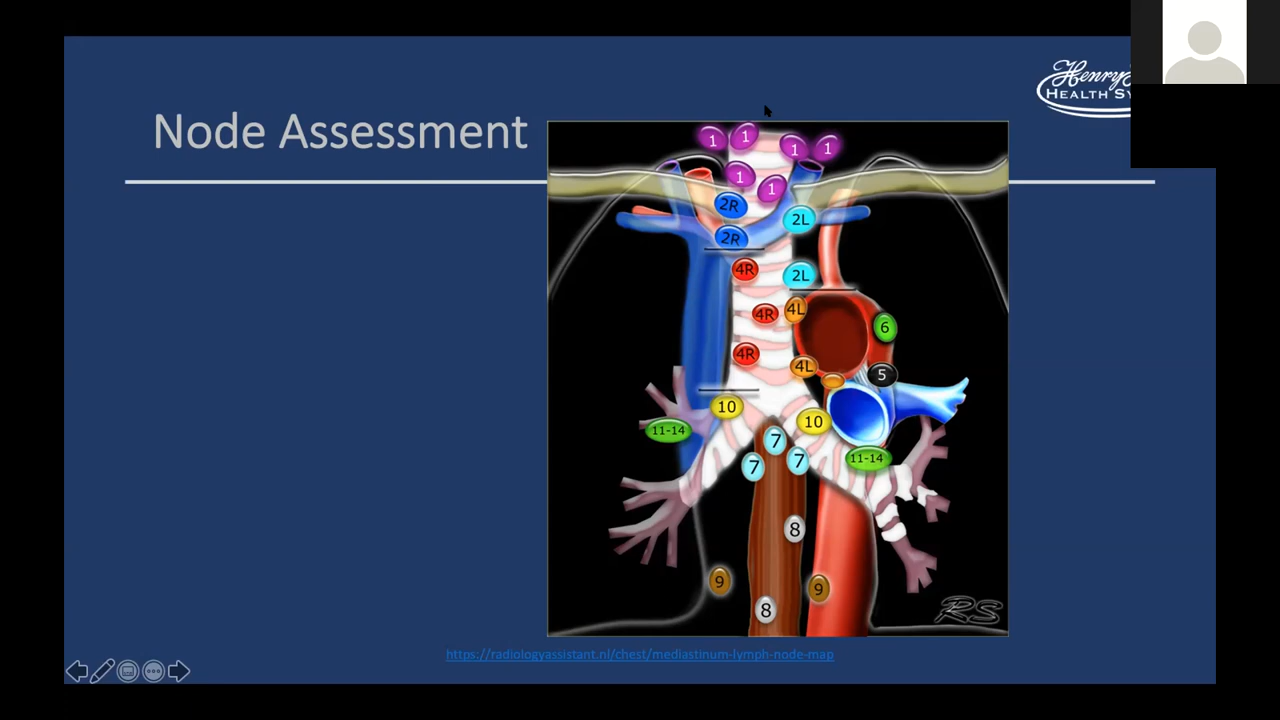 Henry
HEALTH SY
Node Assessment
1
1
1
1
1
1
2R
2L
2R
4R
2L
4L
4R
6
4R
4L
5
10
10
11-14
7
11-14
7
7
8
9
9
8
RS
https://radiologyassistant.nl/chest/mediastinum-lymph-node-map